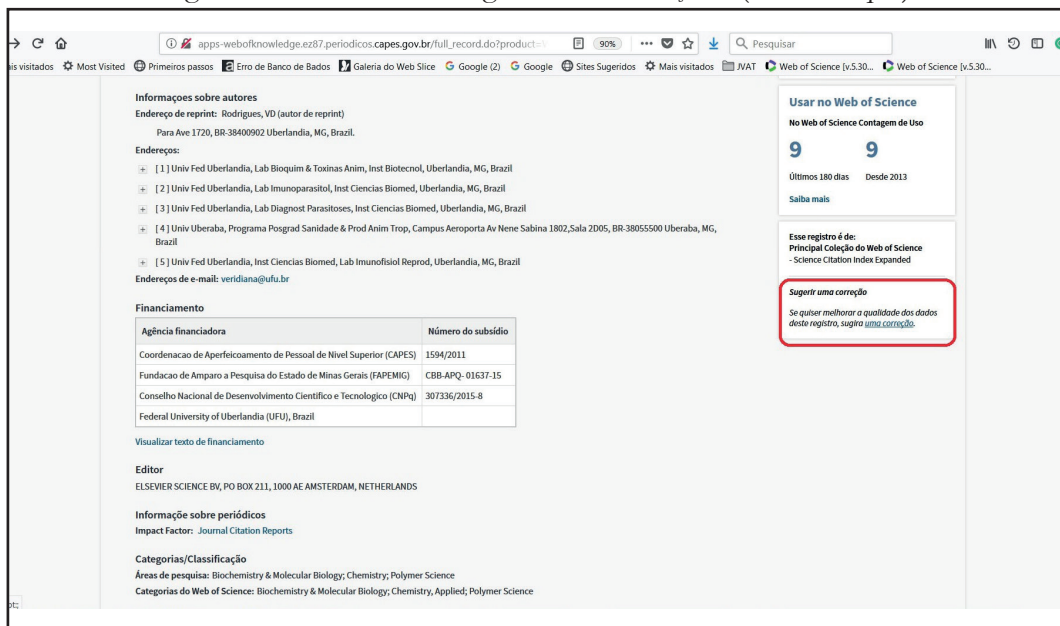 apps-webofknowledge.ez87.periodicos.capes.gov.br/full_record.do?product=
90%
Pesquisar
is visitados Most Visited Primeiros passos Erro de Banco de Dados Galeria do Web Slice Google (2) Google Sites Sugeridos Mais visitados JVAT Web of Science [v.5.30... Web of Science [v.5.30...
Informaçoes sobre autores
Endereço de reprint: Rodrigues, VD (autor de reprint)
Para Ave 1720, BR-38400902 Uberlandia, MG, Brazil.
Endereços:
[ 1 ] Univ Fed Uberlandia, Lab Bioquim & Toxinas Anim, Inst Biotecnol, Uberlandia, MG, Brazil
[ 2 ] Univ Fed Uberlandia, Lab Imunoparasitol, Inst Ciencias Biomed, Uberlandia, MG, Brazil
[ 3 ] Univ Fed Uberlandia, Lab Diagnost Parasitoses, Inst Ciencias Biomed, Uberlandia, MG, Brazil
[ 4 ] Univ Uberaba, Programa Posgrad Sanidade & Prod Anim Trop, Campus Aeroporta Av Nene Sabina 1802,Sala 2D05, BR-38055500 Uberaba, MG,
Brazil
[ 5 ] Univ Fed Uberlandia, Inst Ciencias Biomed, Lab Imunofisiol Reprod, Uberlandia, MG, Brazil
Endereços de e-mail: veridiana@ufu.br
Financiamento
Agência financiadora Número do subsídio
Coordenacao de Aperfeicoamento de Pessoal de Nivel Superior (CAPES) 1594/2011
Fundacao de Amparo a Pesquisa do Estado de Minas Gerais (FAPEMIG) CBB-APQ- 01637-15
Conselho Nacional de Desenvolvimento Cientifico e Tecnologico (CNPq) 307336/2015-8
Federal University of Uberlandia (UFU), Brazil
Visualizar texto de financiamento
Editor
ELSEVIER SCIENCE BV, PO BOX 211, 1000 AE AMSTERDAM, NETHERLANDS
Informaçõe sobre periódicos
Impact Factor: Journal Citation Reports
Categorias/Classificação
Áreas de pesquisa: Biochemistry & Molecular Biology; Chemistry; Polymer Science
Categorias do Web of Science: Biochemistry & Molecular Biology; Chemistry, Applied; Polymer Science
Usar no Web of Science
No Web of Science Contagem de Uso
9 9
Últimos 180 dias Desde 2013
Saiba mais
Esse registro é de:
Principal Coleção do Web of Science
- Science Citation Index Expanded
Sugerir uma correção
Se quiser melhorar a qualidade dos dados
deste registro, sugira uma correção.